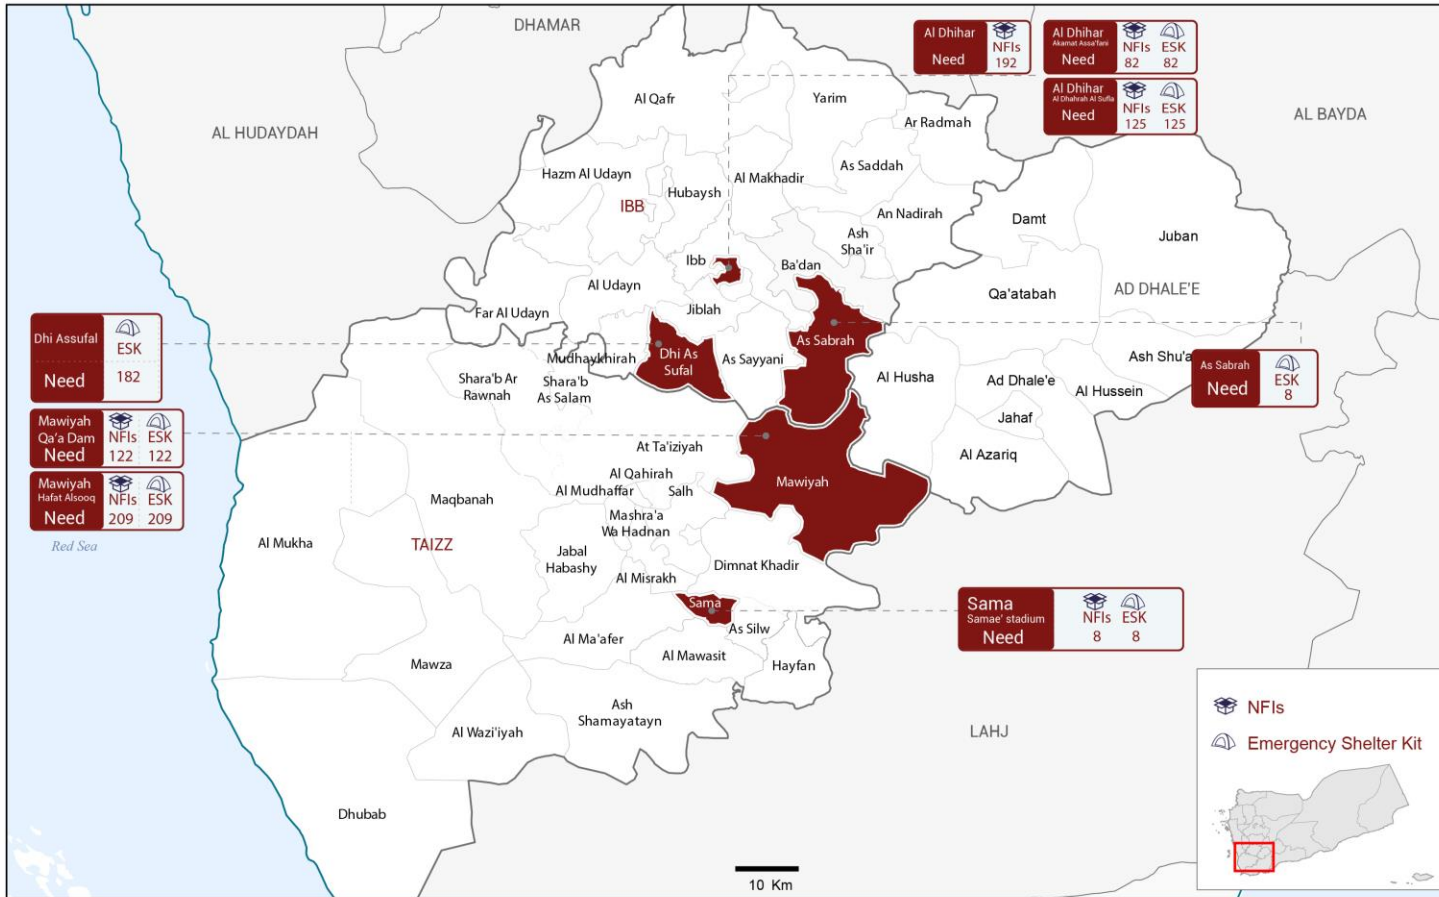 DHAMAR
Al Dhihar
Need
NFIs
192
Al Dhihar
Akamat Assa'fani
Need
NFIs
82
ESK
82
Al Dhihar
Al Dhahrah Al Sufla
Need
NFIs
125
ESK
125
AL HUDAYDAH
AL BAYDA
Al Qafr
Yarim
Ar Radmah
Hazm Al Udayn
Hubaysh
Al Makhadir
As Saddah
IBB
An Nadirah
Damt
Juban
Ash
Sha'ir
Ibb
Ba'dan
Al Udayn
Qa'atabah
AD DHALE'E
Jiblah
Far Al Udayn
As Sabrah
Mudhaykhirah
Dhi As
Sufal
As Sayyani
Ash Shu'a
Dhi Assufal
Need
ESK
182
As Sabrah
Need
ESK
8
Shara'b Ar
Rawnah
Shara'b
As Salam
Al Husha
Ad Dhale'e
Al Hussein
Jahaf
Mawiyah
Qa'a Dam
Need
NFIs
122
ESK
122
At Ta'iziyah
Al Azariq
Mawiyah
Hafat Alsooq
Need
NFIs
209
ESK
209
Al Qahirah
Al Mudhaffar
Salh
Mawiyah
Maqbanah
Mashra'a
Wa Hadnan
Red Sea
Al Mukha
TAIZZ
Jabal
Habashy
Dimnat Khadir
Al Misrakh
Sama
Sama
Samae' stadium
Need
NFIs
8
ESK
8
As Silw
Al Ma'afer
Al Mawasit
Hayfan
Mawza
Ash
Shamayatayn
Al Wazi'iyah
LAHJ
Dhubab
NFIs
Emergency Shelter Kit
10 Km